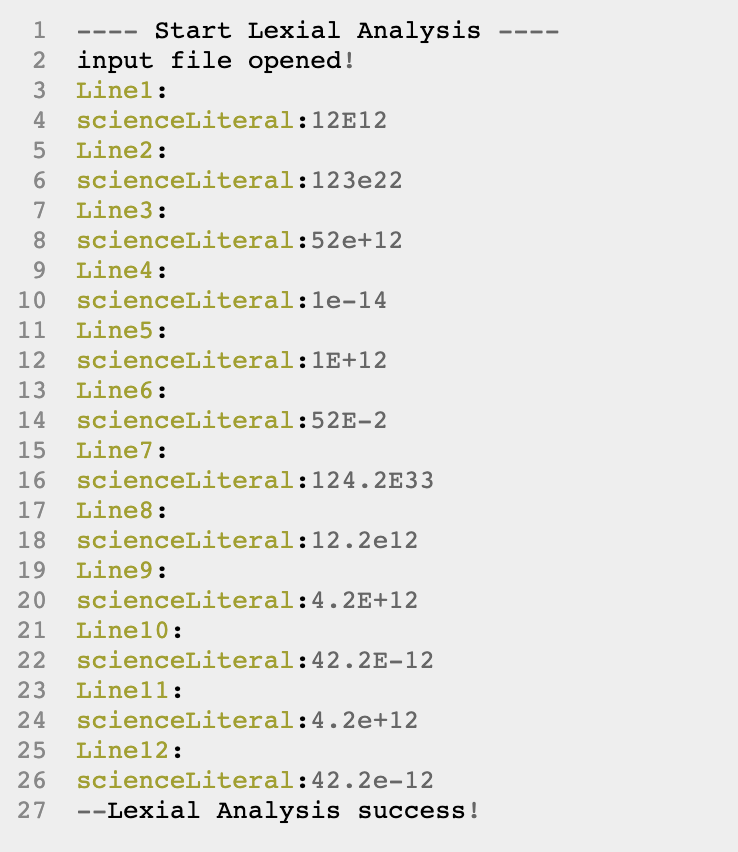 1 ---- Start Lexial Analysis ----
2 input file opened!
3 Line1:
4 scienceLiteral:12E12
5 Line2:
6 scienceLiteral:123e22
7 Line3:
8 scienceLiteral:52e+12
9 Line4:
10 scienceLiteral:1e-14
11 Line5:
12 scienceLiteral:1E+12
13 Line6:
14 scienceLiteral:52E-2
15 Line7:
16 scienceLiteral:124.2E33
17 Line8:
18 scienceLiteral:12.2e12
19 Line9:
20 scienceLiteral:4.2E+12
21 Line10:
22 scienceLiteral:42.2E-12
23 Line11:
24 scienceLiteral:4.2e+12
25 Line12:
26 scienceLiteral:42.2e-12
27 --Lexial Analysis success!